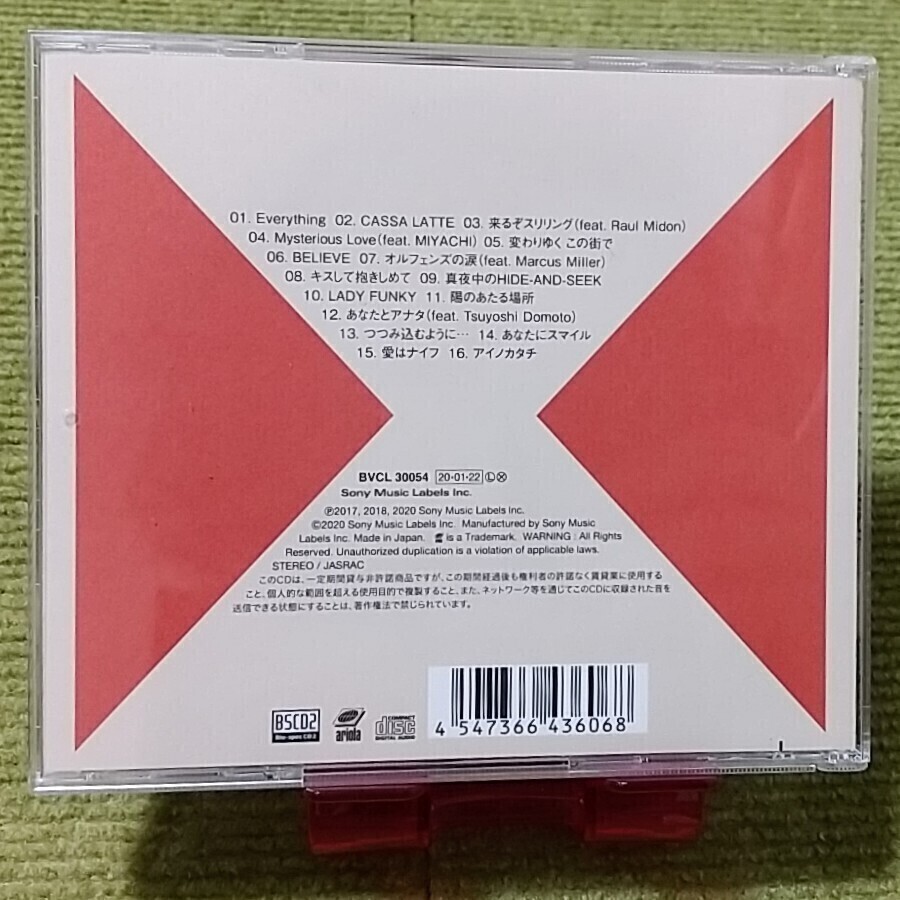 01. Everything 02. CASSA LATTE 03. 来るぞスリリング(feat. Raul Midon)
04. Mysterious Love(feat. MIYACHI) 05. 変わりゆく この街で
06. BELIEVE 07. オルフェンズの涙(feat. Marcus Miller)
08. キスして抱きしめて 09. 真夜中のHIDE-AND-SEEK
10. LADY FUNKY 11. 陽のあたる場所
12. あなたとアナタ(feat. Tsuyoshi Domoto)
13. つつみ込むように… 14. あなたにスマイル
15. 愛はナイフ 16. アイノカタチ
BVCL 30054 20・01・22 Ⓛ Ⓧ
Sony Music Labels Inc.
℗2017, 2018, 2020 Sony Music Labels Inc.
©2020 Sony Music Labels Inc. Manufactured by Sony Music
Labels Inc. Made in Japan. is a Trademark. WARNING : All Rights
Reserved. Unauthorized duplication is a violation of applicable laws.
STEREO / JASRAC
このCDは、一定期間貸与非許諾商品ですが、この期間経過後も権利者の許諾なく賃貸業に使用する
こと、個人的な範囲を超える使用目的で複製すること、また、ネットワーク等を通じてこのCDに収録された音を
送信できる状態にすることは、著作権法で禁じられています。
BSCD2
Blu-spec CD 2
ariola
COMPACT
disc
DIGITAL AUDIO
4 547366 436068